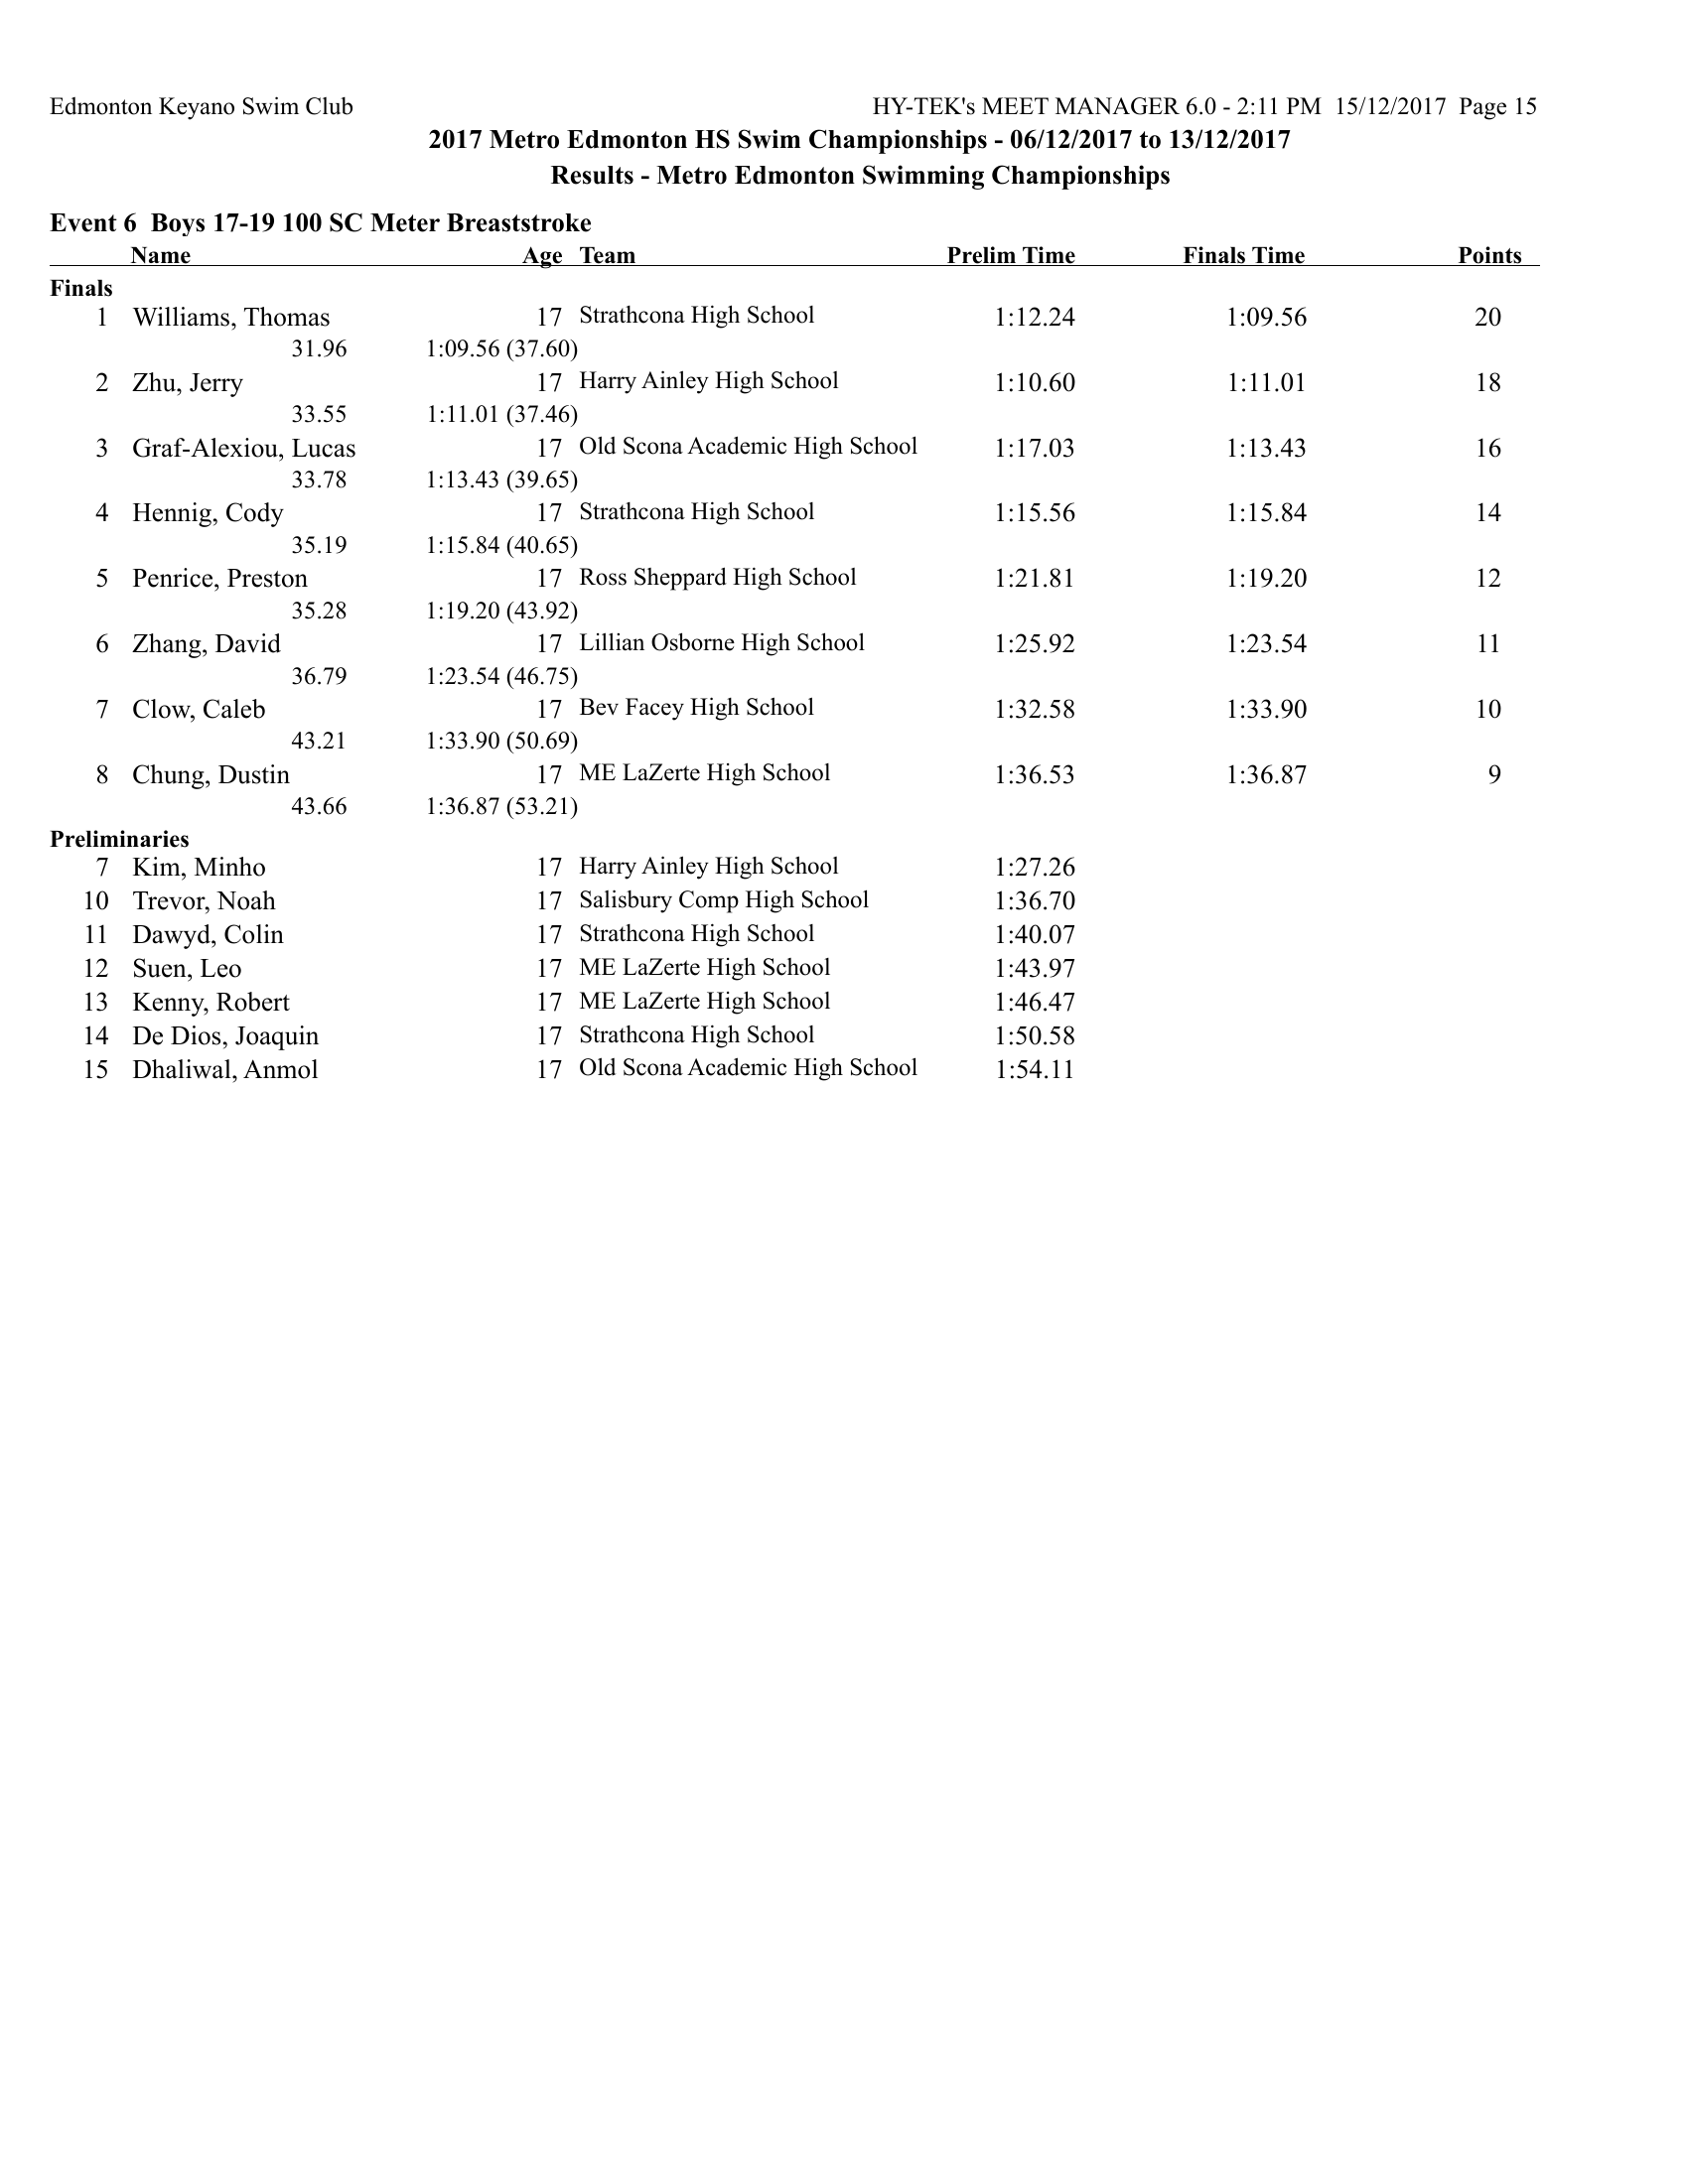 Edmonton Keyano Swim Club HY-TEK's MEET MANAGER 6.0 - 2:11 PM 15/12/2017 Page 15
2017 Metro Edmonton HS Swim Championships - 06/12/2017 to 13/12/2017
Results - Metro Edmonton Swimming Championships
Event 6 Boys 17-19 100 SC Meter Breaststroke
Name Age Team Prelim Time Finals Time Points
Finals
1 Williams, Thomas 17 Strathcona High School 1:12.24 1:09.56 20
31.96 1:09.56 (37.60)
2 Zhu, Jerry 17 Harry Ainley High School 1:10.60 1:11.01 18
33.55 1:11.01 (37.46)
3 Graf-Alexiou, Lucas 17 Old Scona Academic High School 1:17.03 1:13.43 16
33.78 1:13.43 (39.65)
4 Hennig, Cody 17 Strathcona High School 1:15.56 1:15.84 14
35.19 1:15.84 (40.65)
5 Penrice, Preston 17 Ross Sheppard High School 1:21.81 1:19.20 12
35.28 1:19.20 (43.92)
6 Zhang, David 17 Lillian Osborne High School 1:25.92 1:23.54 11
36.79 1:23.54 (46.75)
7 Clow, Caleb 17 Bev Facey High School 1:32.58 1:33.90 10
43.21 1:33.90 (50.69)
8 Chung, Dustin 17 ME LaZerte High School 1:36.53 1:36.87 9
43.66 1:36.87 (53.21)
Preliminaries
7 Kim, Minho 17 Harry Ainley High School 1:27.26
10 Trevor, Noah 17 Salisbury Comp High School 1:36.70
11 Dawyd, Colin 17 Strathcona High School 1:40.07
12 Suen, Leo 17 ME LaZerte High School 1:43.97
13 Kenny, Robert 17 ME LaZerte High School 1:46.47
14 De Dios, Joaquin 17 Strathcona High School 1:50.58
15 Dhaliwal, Anmol 17 Old Scona Academic High School 1:54.11